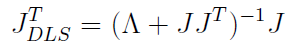 $J_{DLS}^{T} = (\Lambda + JJ^{T})^{-1}J$